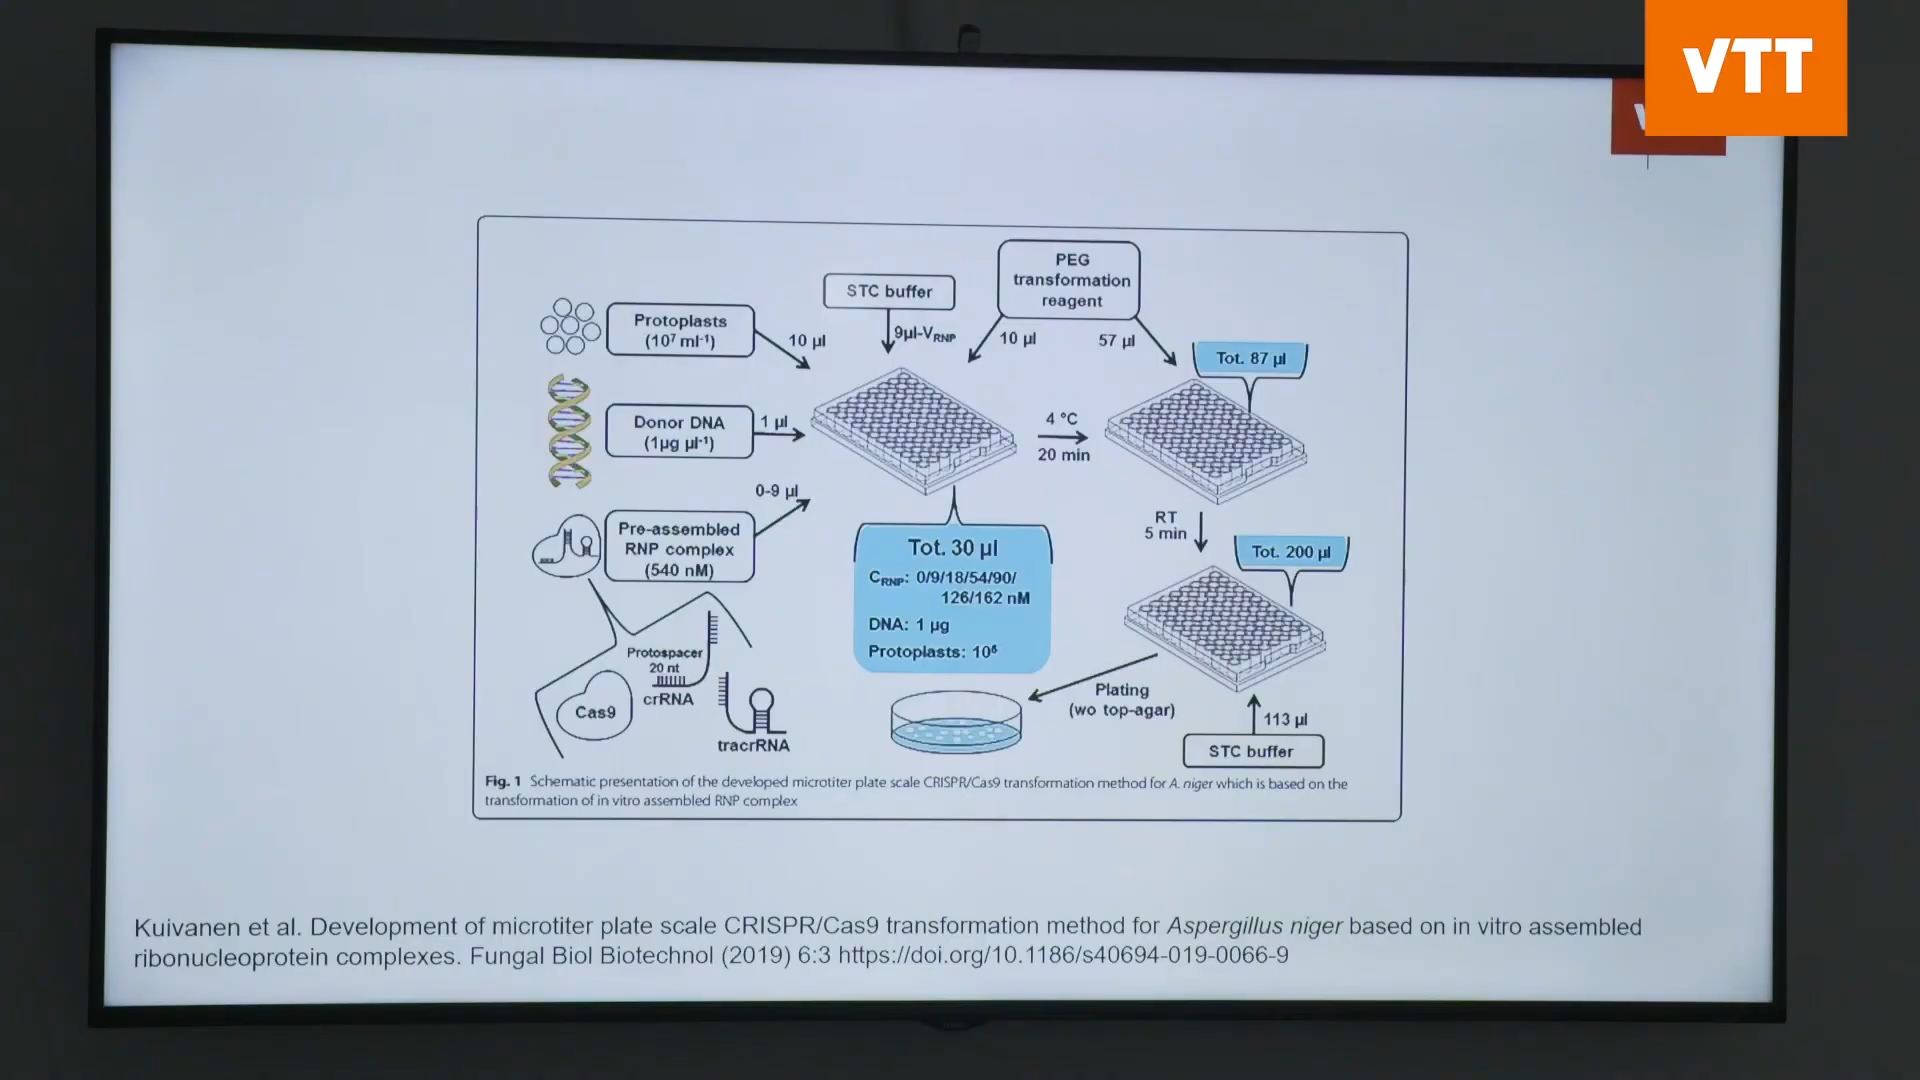 VTT
PEG
transformation
reagent
STC buffer
Protoplasts
(10⁷ ml⁻¹)
10 µl
9µl-VRNP
10 µl
57 µl
Tot. 87 µl
Donor DNA
(1µg µl⁻¹)
1 µl
4 °C
20 min
0-9 µl
Pre-assembled
RNP complex
(540 nM)
RT
5 min
Tot. 30 µl
CRNP: 0/9/18/54/90/
126/162 nM
DNA: 1 µg
Protoplasts: 10⁵
Tot. 200 µl
Protospacer
20 nt
crRNA
Cas9
tracrRNA
Plating
(wo top-agar)
113 µl
STC buffer
Fig. 1 Schematic presentation of the developed microtiter plate scale CRISPR/Cas9 transformation method for A. niger which is based on the
transformation of in vitro assembled RNP complex
Kuivanen et al. Development of microtiter plate scale CRISPR/Cas9 transformation method for Aspergillus niger based on in vitro assembled
ribonucleoprotein complexes. Fungal Biol Biotechnol (2019) 6:3 https://doi.org/10.1186/s40694-019-0066-9